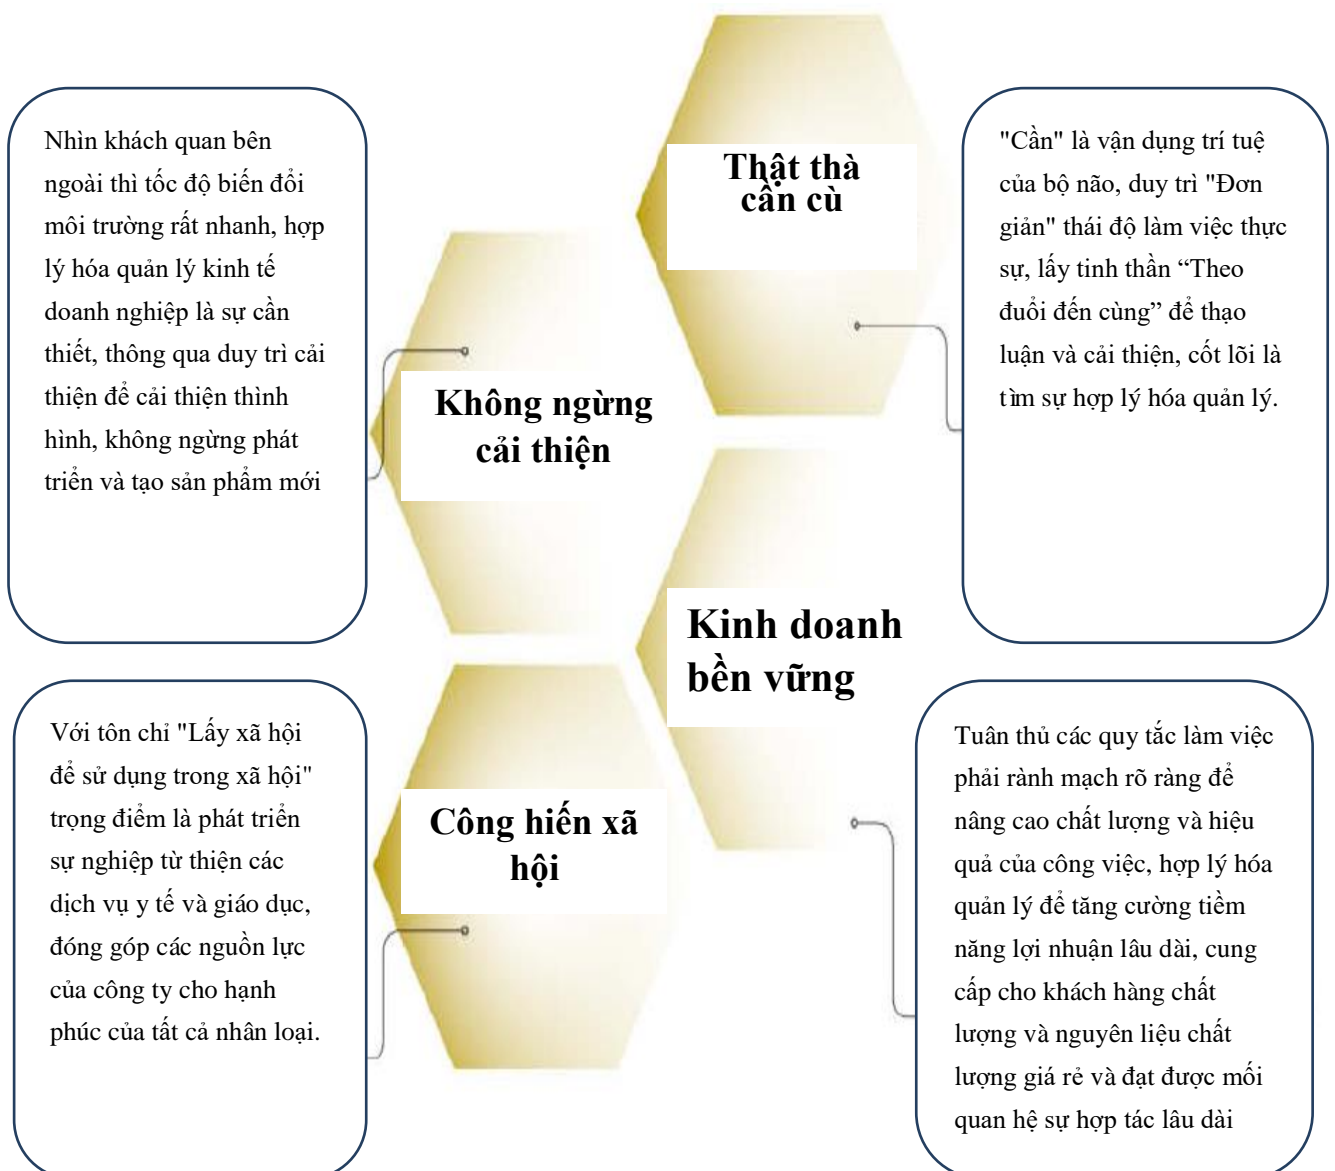 Thật thà
cần cù
"Cần" là vận dụng trí tuệ
của bộ não, duy trì "Đơn
giản" thái độ làm việc thực
sự, lấy tinh thần “Theo
đuổi đến cùng” để thạo
luận và cải thiện, cốt lõi là
tìm sự hợp lý hóa quản lý.
Nhìn khách quan bên
ngoài thì tốc độ biến đổi
môi trường rất nhanh, hợp
lý hóa quản lý kinh tế
doanh nghiệp là sự cần
thiết, thông qua duy trì cải
thiện để cải thiện thình
hình, không ngừng phát
triển và tạo sản phẩm mới
Không ngừng
cải thiện
Kinh doanh
bền vững
Tuân thủ các quy tắc làm việc
phải rành mạch rõ ràng để
nâng cao chất lượng và hiệu
quả của công việc, hợp lý hóa
quản lý để tăng cường tiềm
năng lợi nhuận lâu dài, cung
cấp cho khách hàng chất
lượng và nguyên liệu chất
lượng giá rẻ và đạt được mối
quan hệ sự hợp tác lâu dài
Với tôn chỉ "Lấy xã hội
để sử dụng trong xã hội"
trọng điểm là phát triển
sự nghiệp từ thiện các
dịch vụ y tế và giáo dục,
đóng góp các nguồn lực
của công ty cho hạnh
phúc của tất cả nhân loại.
Công hiến xã
hội